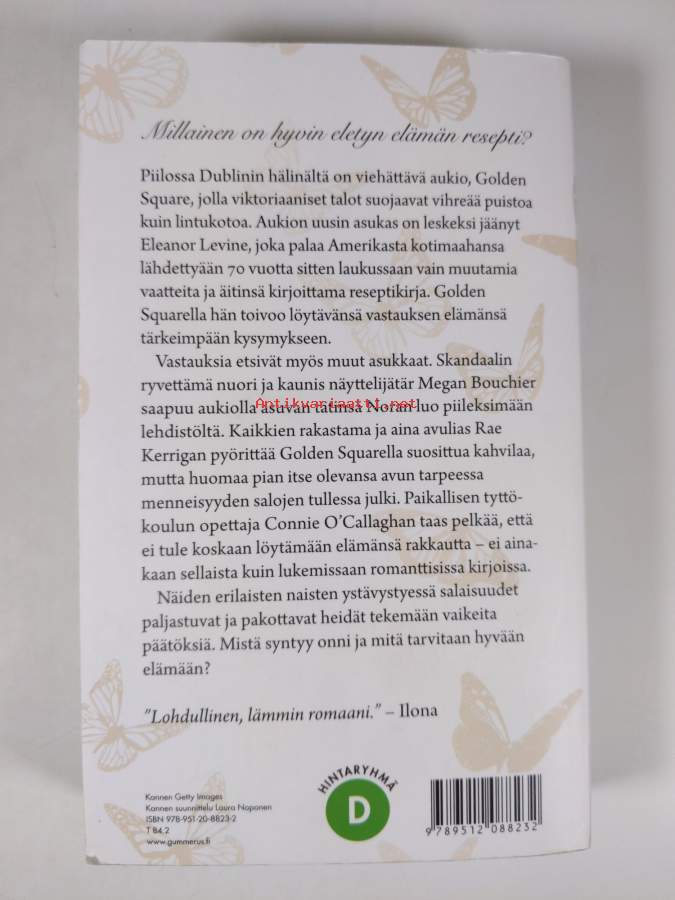 Millainen on hyvin eletyn elämän resepti?
Piilossa Dublinin hälinältä on viehättävä aukio, Golden
Square, jolla viktoriaaniset talot suojaavat vihreää puistoa
kuin lintukotoa. Aukion uusin asukas on leskeksi jäänyt
Eleanor Levine, joka palaa Amerikasta kotimaahansa
lähdettyään 70 vuotta sitten laukussaan vain muutamia
vaatteita ja äitinsä kirjoittama reseptikirja. Golden
Squarella hän toivoo löytävänsä vastauksen elämänsä
tärkeimpään kysymykseen.
Vastauksia etsivät myös muut asukkaat. Skandaalin
ryvettämä nuori ja kaunis näyttelijätär Megan Bouchier
saapuu aukiolla asuvan tätinsä Noran luo piileksimään
Antikvariaatit.net
lehdistöltä. Kaikkien rakastama ja aina avulias Rae
Kerrigan pyörittää Golden Squarella suosittua kahvilaa,
mutta huomaa pian itse olevansa avun tarpeessa
menneisyyden salojen tullessa julki. Paikallisen tyttö-
koulun opettaja Connie O'Callaghan taas pelkää, että
ei tule koskaan löytämään elämänsä rakkautta – ei aina-
kaan sellaista kuin lukemissaan romanttisissa kirjoissa.
Näiden erilaisten naisten ystävystyessä salaisuudet
paljastuvat ja pakottavat heidät tekemään vaikeita
päätöksiä. Mistä syntyy onni ja mitä tarvitaan hyvään
elämään?
"Lohdullinen, lämmin romaani." – Ilona
Kannen Getty Images
Kannen suunnittelu Laura Noponen
ISBN 978-951-20-8823-2
T 84.2
www.gummerus.fi
HINTARYHMÄ
D
9 789512 088232